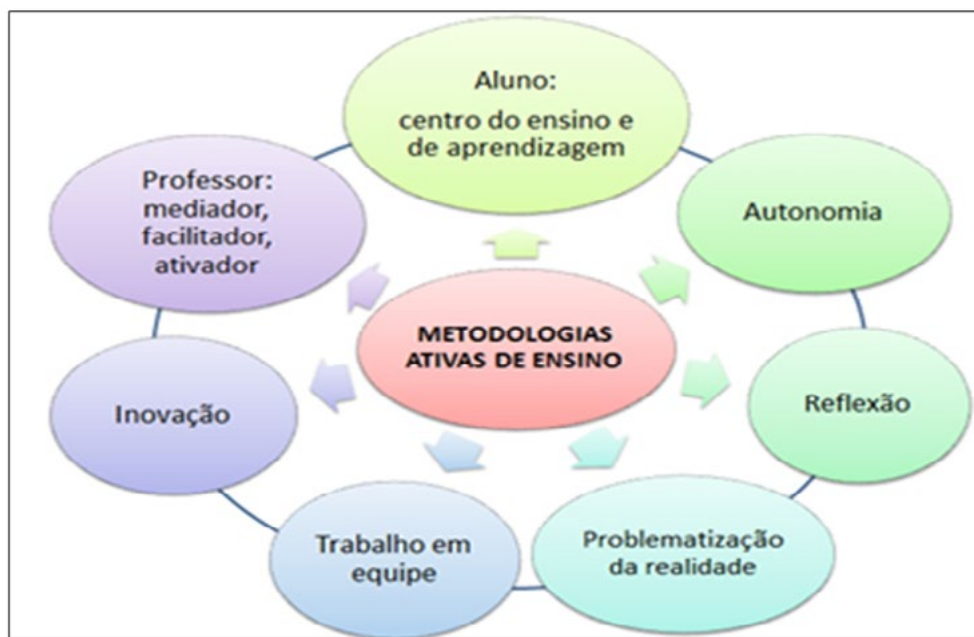 Aluno:
centro do ensino e
de aprendizagem
Professor:
mediador,
facilitador,
ativador
Autonomia
METODOLOGIAS
ATIVAS DE ENSINO
Inovação
Reflexão
Trabalho em
equipe
Problematização
da realidade